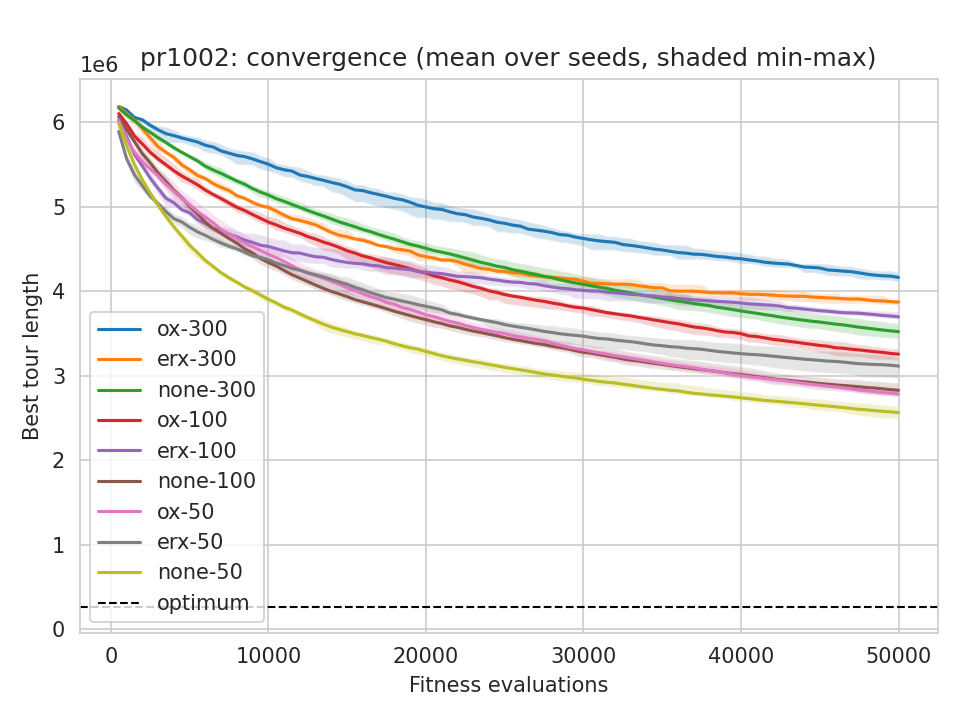 pr1002: convergence (mean over seeds, shaded min-max)
1e6
6
5
4
3
2
1
0
Best tour length
ox-300
erx-300
none-300
ox-100
erx-100
none-100
ox-50
erx-50
none-50
optimum
0 10000 20000 30000 40000 50000
Fitness evaluations